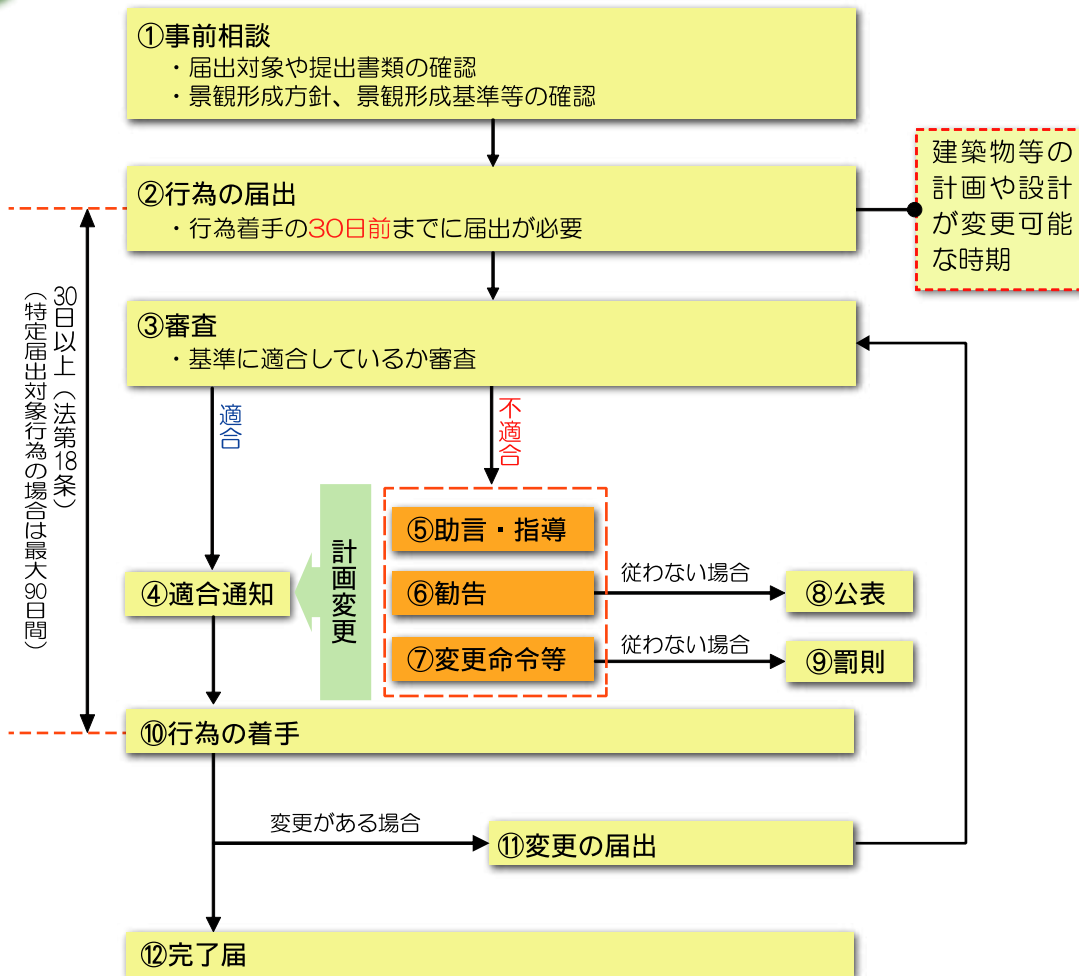 ①事前相談
・届出対象や提出書類の確認
・景観形成方針、景観形成基準等の確認
②行為の届出
・行為着手の30日前までに届出が必要
建築物等の
計画や設計
が変更可能
な時期
30日以上（法第18条）
（特定届出対象行為の場合は最大90日間）
③審査
・基準に適合しているか審査
適合
不適合
計画変更
④適合通知
⑤助言・指導
⑥勧告
従わない場合
⑧公表
⑦変更命令等
従わない場合
⑨罰則
⑩行為の着手
変更がある場合
⑪変更の届出
⑫完了届